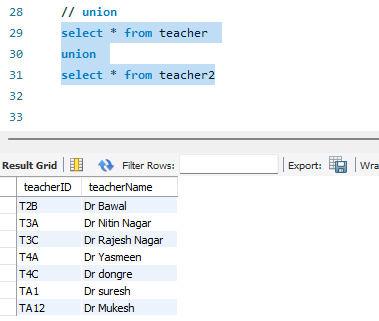 28 // union
29 select * from teacher
30 union
31 select * from teacher2
32
33
Result Grid Filter Rows: Export: Wra
teacherID teacherName
T2B Dr Bawal
T3A Dr Nitin Nagar
T3C Dr Rajesh Nagar
T4A Dr Yasmeen
T4C Dr dongre
TA1 Dr suresh
TA12 Dr Mukesh